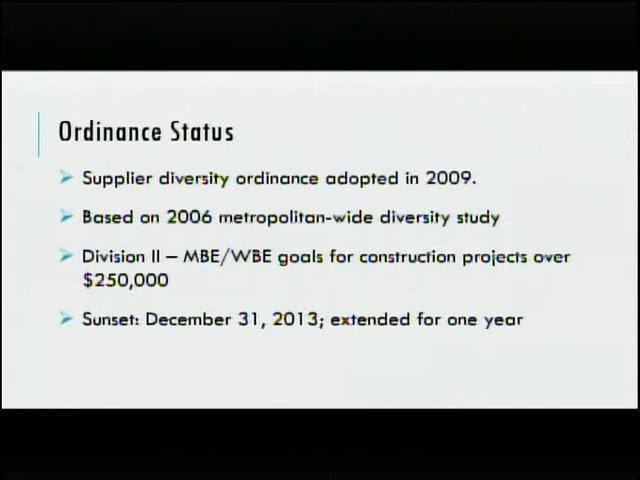 Ordinance Status
Supplier diversity ordinance adopted in 2009.
Based on 2006 metropolitan-wide diversity study
Division II – MBE/WBE goals for construction projects over
$250,000
Sunset: December 31, 2013; extended for one year